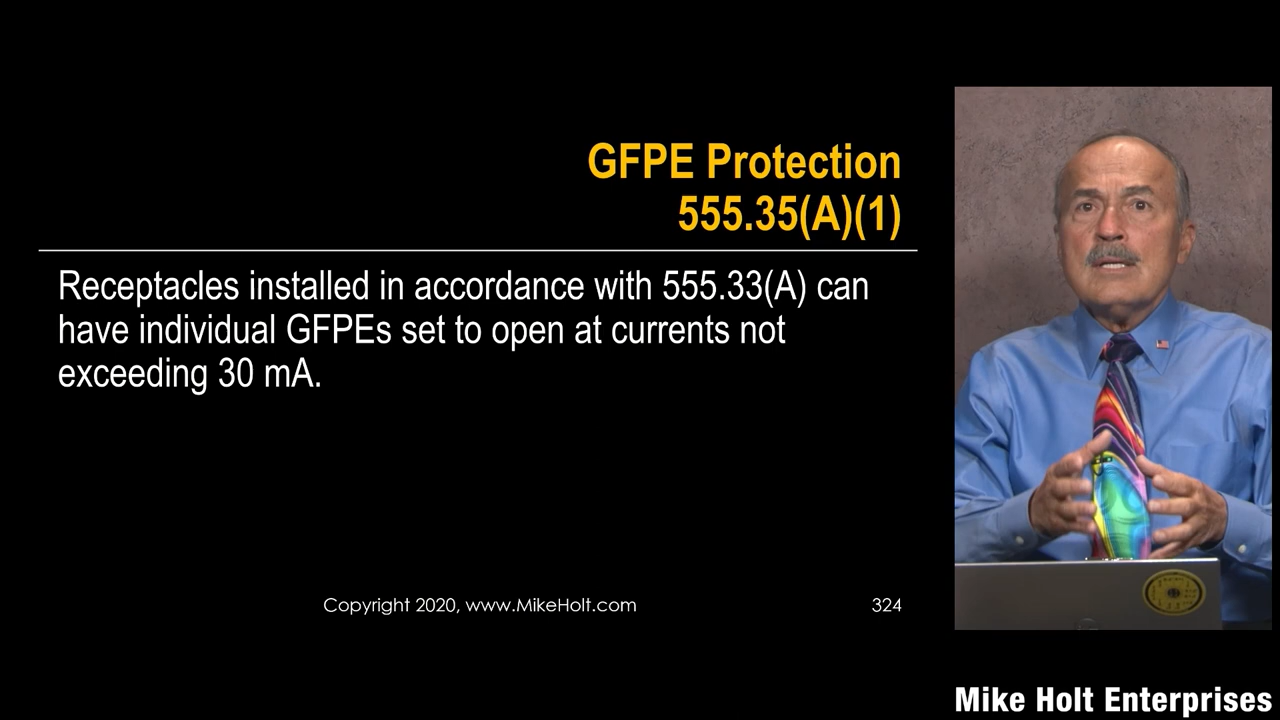 GFPE Protection
555.35(A)(1)
Receptacles installed in accordance with 555.33(A) can
have individual GFPEs set to open at currents not
exceeding 30 mA.
Copyright 2020, www.MikeHolt.com
324
Mike Holt Enterprises